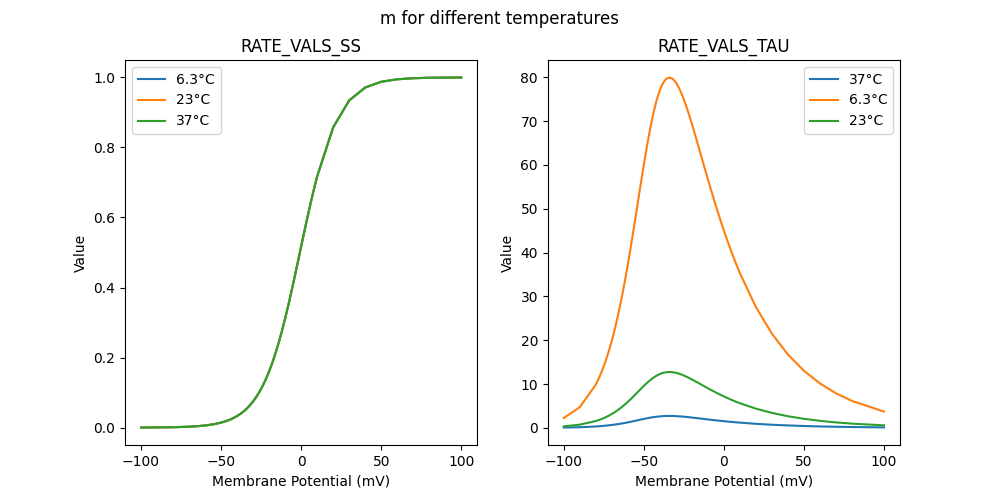 m for different temperatures
RATE_VALS_SS
6.3°C
23°C
37°C
1.0
0.8
0.6
0.4
0.2
0.0
Value
−100
−50
0
50
100
Membrane Potential (mV)
RATE_VALS_TAU
37°C
6.3°C
23°C
80
70
60
50
40
30
20
10
0
Value
−100
−50
0
50
100
Membrane Potential (mV)